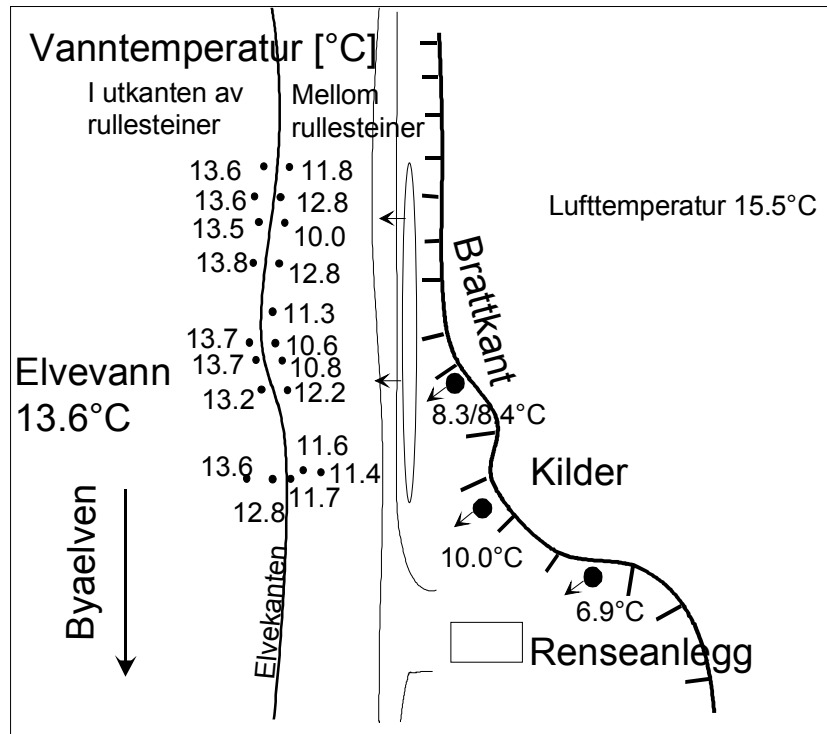 Vanntemperatur [°C]
I utkanten av
rullesteiner
Mellom
rullesteiner
13.6
11.8
13.6
12.8
13.5
10.0
13.8
12.8
11.3
13.7
10.6
13.7
10.8
13.2
12.2
11.6
13.6
11.4
11.7
12.8
Lufttemperatur 15.5°C
Brattkant
Elvevann
13.6°C
8.3/8.4°C
Kilder
10.0°C
6.9°C
Byaelven
Elvekanten
Renseanlegg